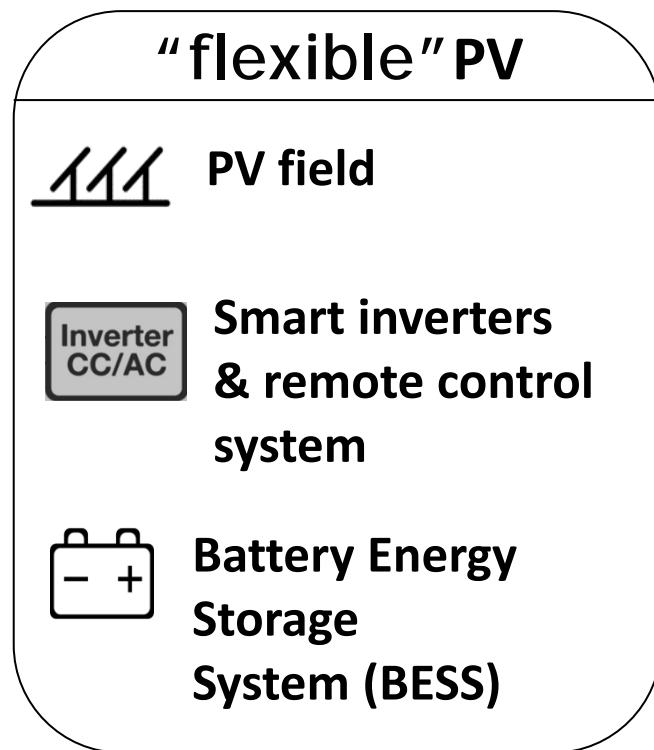 “flexible” PV
PV field
Inverter
CC/AC
Smart inverters
& remote control
system
− +
Battery Energy
Storage
System (BESS)